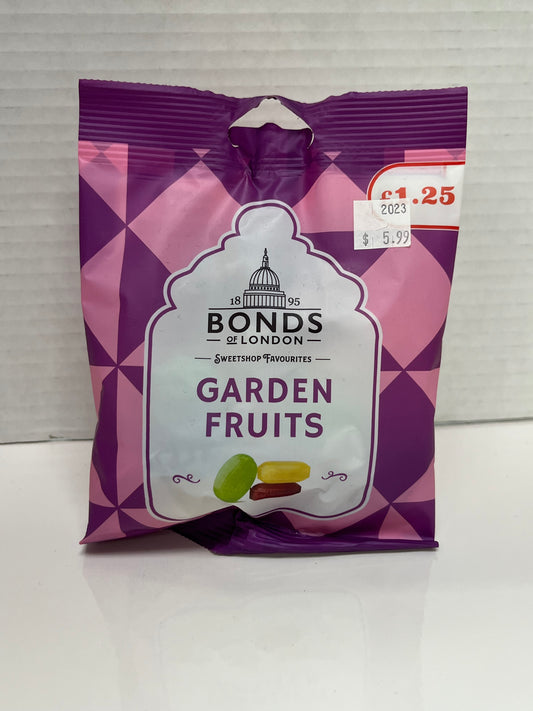 £1.25
2023
$ 5.99
18 95
BONDS
OF LONDON
SWEETSHOP FAVOURITES
GARDEN
FRUITS